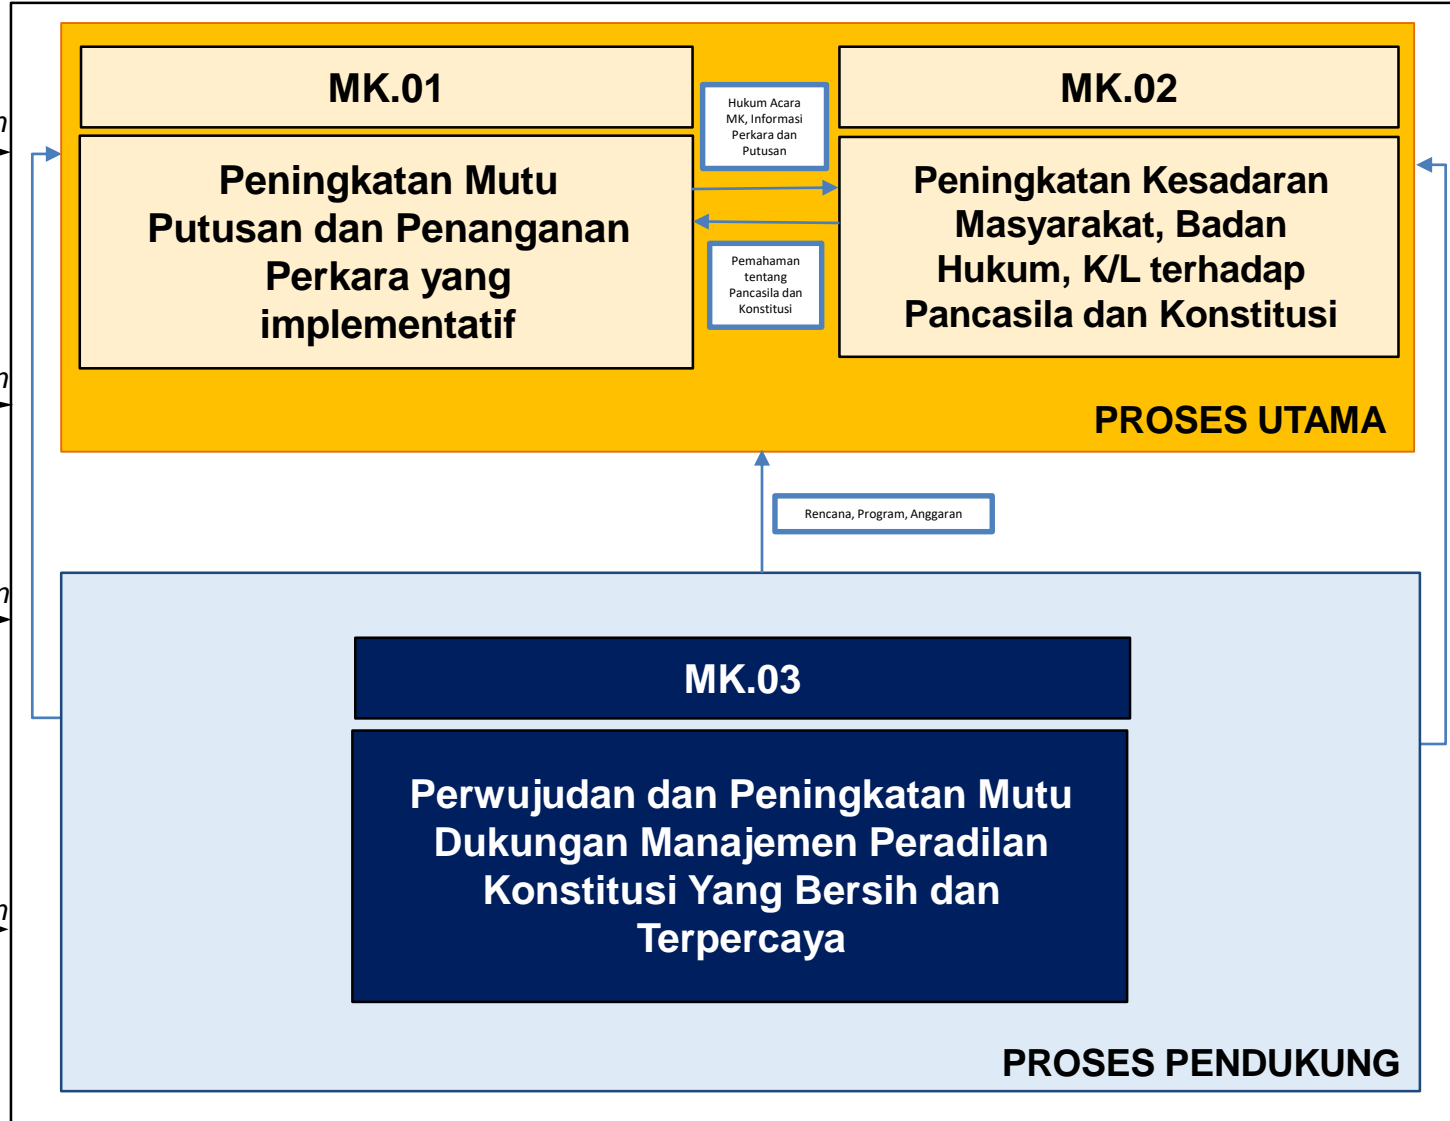 MK.01
Peningkatan Mutu
Putusan dan Penanganan
Perkara yang
implementatif
Hukum Acara
MK, Informasi
Perkara dan
Putusan
Pemahaman
tentang
Pancasila dan
Konstitusi
MK.02
Peningkatan Kesadaran
Masyarakat, Badan
Hukum, K/L terhadap
Pancasila dan Konstitusi
PROSES UTAMA
Rencana, Program, Anggaran
MK.03
Perwujudan dan Peningkatan Mutu
Dukungan Manajemen Peradilan
Konstitusi Yang Bersih dan
Terpercaya
PROSES PENDUKUNG